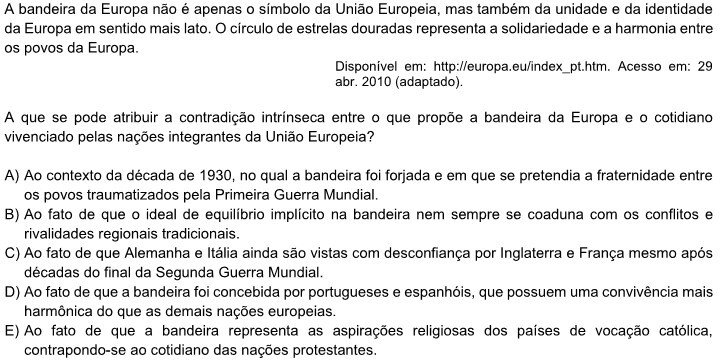 A bandeira da Europa não é apenas o símbolo da União Europeia, mas também da unidade e da identidade
da Europa em sentido mais lato. O círculo de estrelas douradas representa a solidariedade e a harmonia entre
os povos da Europa.
Disponível em: http://europa.eu/index_pt.htm. Acesso em: 29
abr. 2010 (adaptado).
A que se pode atribuir a contradição intrínseca entre o que propõe a bandeira da Europa e o cotidiano
vivenciado pelas nações integrantes da União Europeia?
A) Ao contexto da década de 1930, no qual a bandeira foi forjada e em que se pretendia a fraternidade entre
os povos traumatizados pela Primeira Guerra Mundial.
B) Ao fato de que o ideal de equilíbrio implícito na bandeira nem sempre se coaduna com os conflitos e
rivalidades regionais tradicionais.
C) Ao fato de que Alemanha e Itália ainda são vistas com desconfiança por Inglaterra e França mesmo após
décadas do final da Segunda Guerra Mundial.
D) Ao fato de que a bandeira foi concebida por portugueses e espanhóis, que possuem uma convivência mais
harmônica do que as demais nações europeias.
E) Ao fato de que a bandeira representa as aspirações religiosas dos países de vocação católica,
contrapondo-se ao cotidiano das nações protestantes.